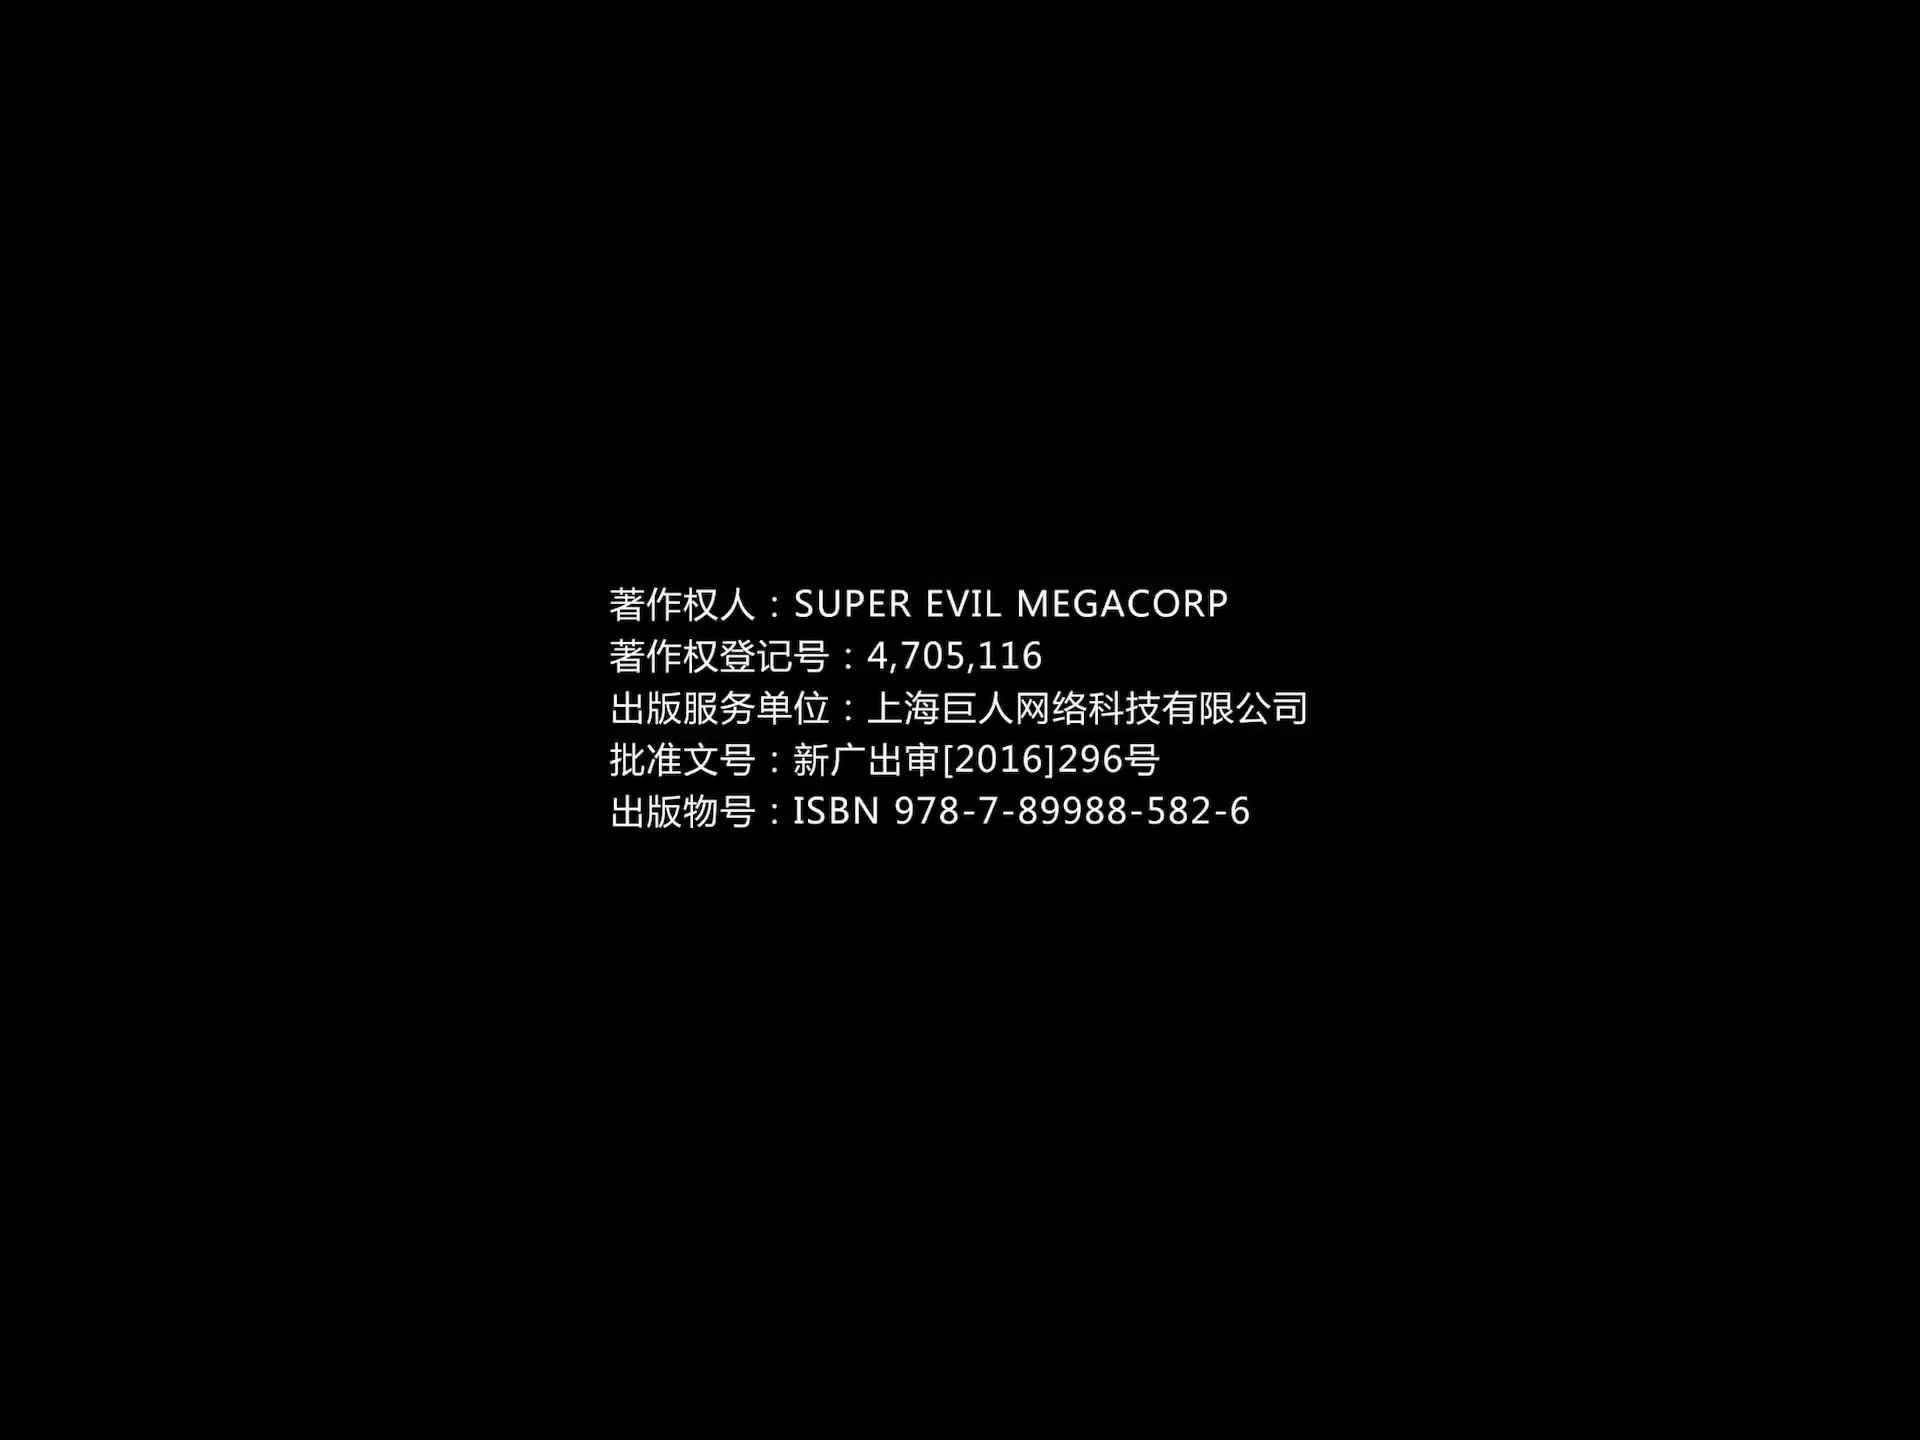 著作权人：SUPER EVIL MEGACORP
著作权登记号：4,705,116
出版服务单位：上海巨人网络科技有限公司
批准文号：新广出审[2016]296号
出版物号：ISBN 978-7-89988-582-6